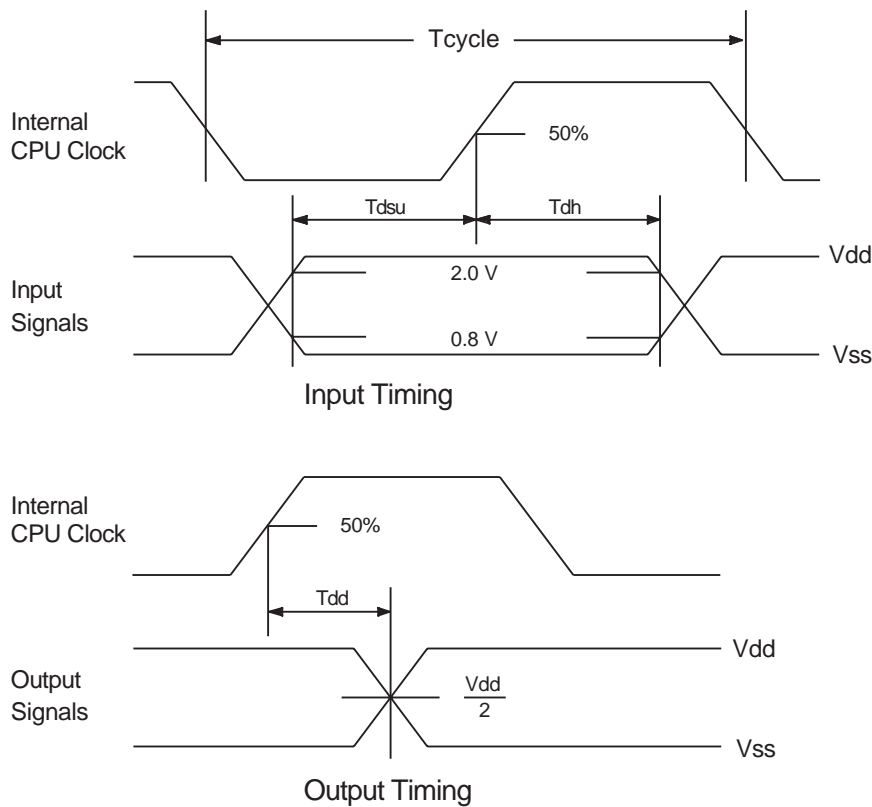 Tcycle
Internal
CPU Clock
50%
Tdsu
Tdh
Vdd
2.0 V
Input
Signals
0.8 V
Vss
Input Timing
Internal
CPU Clock
50%
Tdd
Vdd
Output
Signals
Vdd
2
Vss
Output Timing